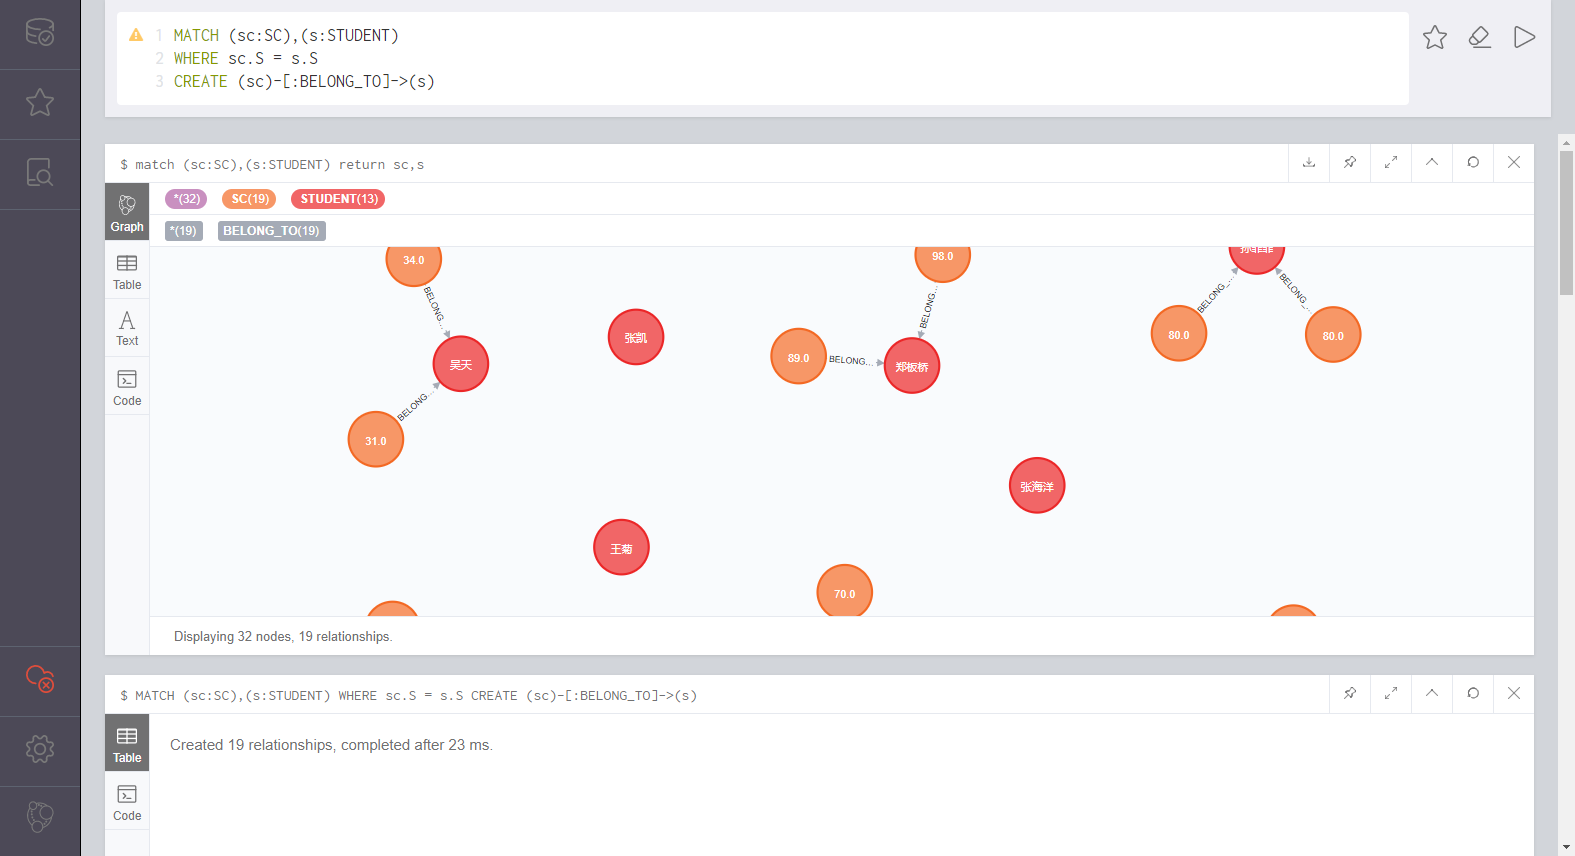 1 MATCH (sc:SC),(s:STUDENT)
2 WHERE sc.S = s.S
3 CREATE (sc)-[:BELONG_TO]->(s)
$ match (sc:SC),(s:STUDENT) return sc,s
Graph
Table
Text
Code
*(32) SC(19) STUDENT(13)
*(19) BELONG_TO(19)
34.0
BELONG...
吴天
BELONG...
31.0
张凯
98.0
BELONG...
89.0
BELONG...
郑板桥
BELONG_...
BELONG_...
80.0
80.0
张海洋
王菊
70.0
Displaying 32 nodes, 19 relationships.
$ MATCH (sc:SC),(s:STUDENT) WHERE sc.S = s.S CREATE (sc)-[:BELONG_TO]->(s)
Table
Code
Created 19 relationships, completed after 23 ms.